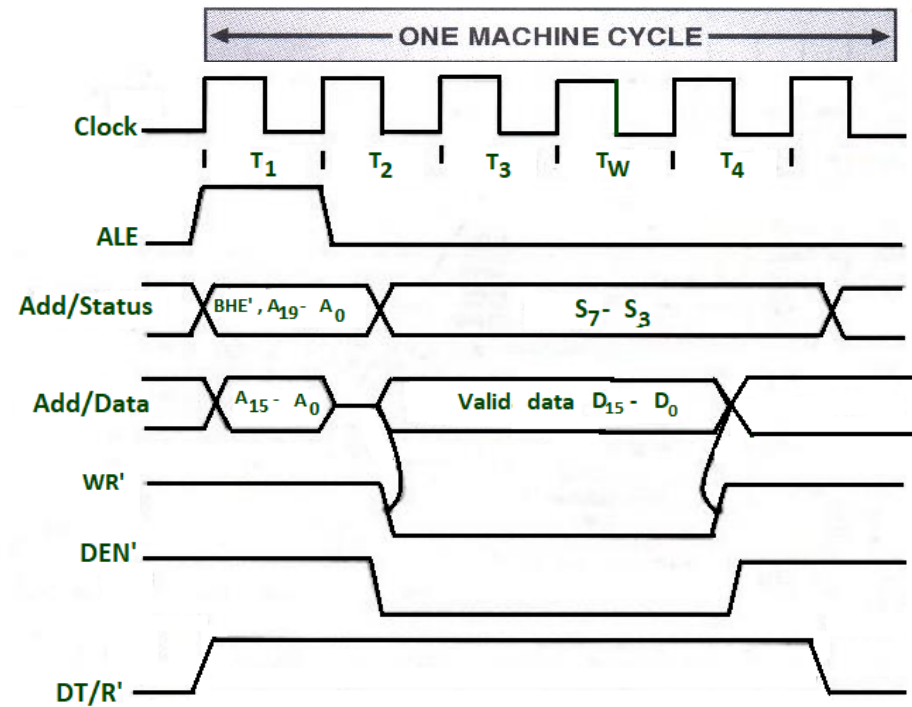 ONE MACHINE CYCLE
Clock
T1 T2 T3 TW T4
ALE
Add/Status BHE', A19- A0 S7- S3
Add/Data A15 - A0 Valid data D15 - D0
WR'
DEN'
DT/R'